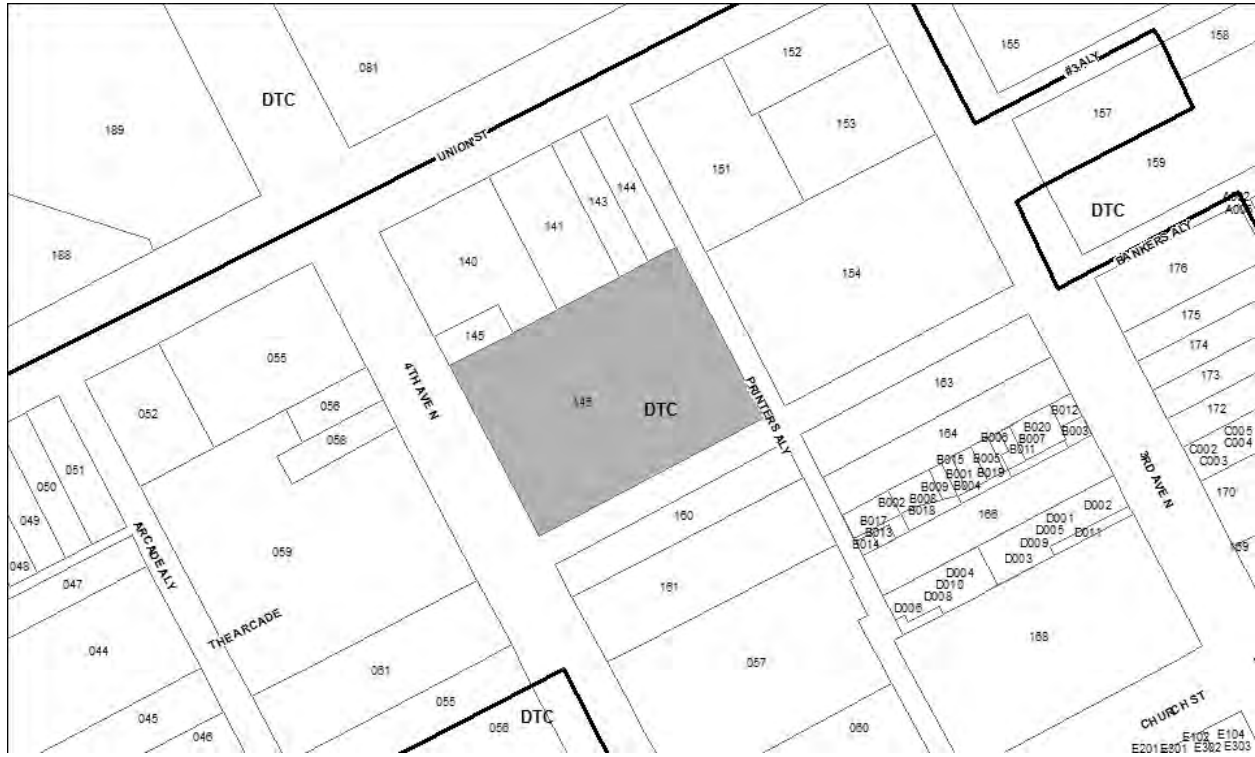 155
158
152
081
#3 ALY
DTC
189
157
153
UNION ST
159
151
144
143
A002
DTC
141
188
BANKERS ALY
140
176
154
175
145
055
174
4TH AVE N
163
PRINTERS ALY
173
052
056
DTC
B012
172
058
164
B006
B020
B007
B003
C005
C004
B011
C002
C003
051
B015
B005
B001
B019
050
B009
B004
3RD AVE N
170
B002
B008
D002
049
160
B018
B017
166
D001
B013
D005
D011
B014
D009
169
059
ARCADE ALY
D003
048
D004
047
161
D010
D008
D006
THE ARCADE
168
044
057
061
055
CHURCH ST
045
DTC
056
060
046
E102
E104
E201
E301
E302
E303